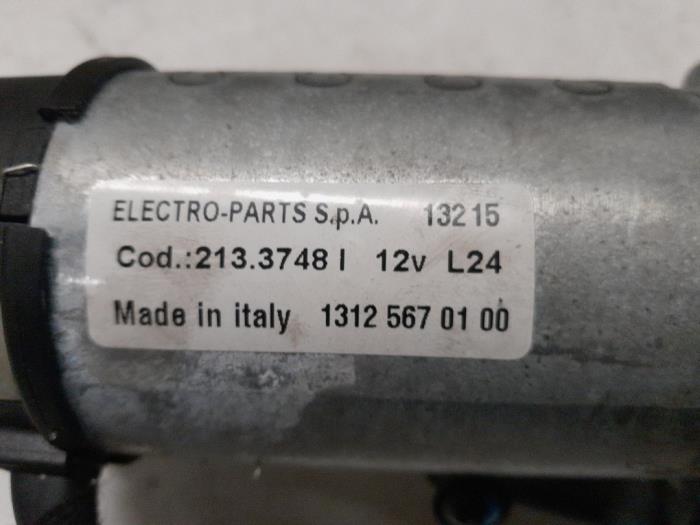 ELECTRO-PARTS S.p.A. 13215
Cod.:213.3748 I 12v L24
Made in italy 1312 567 01 00